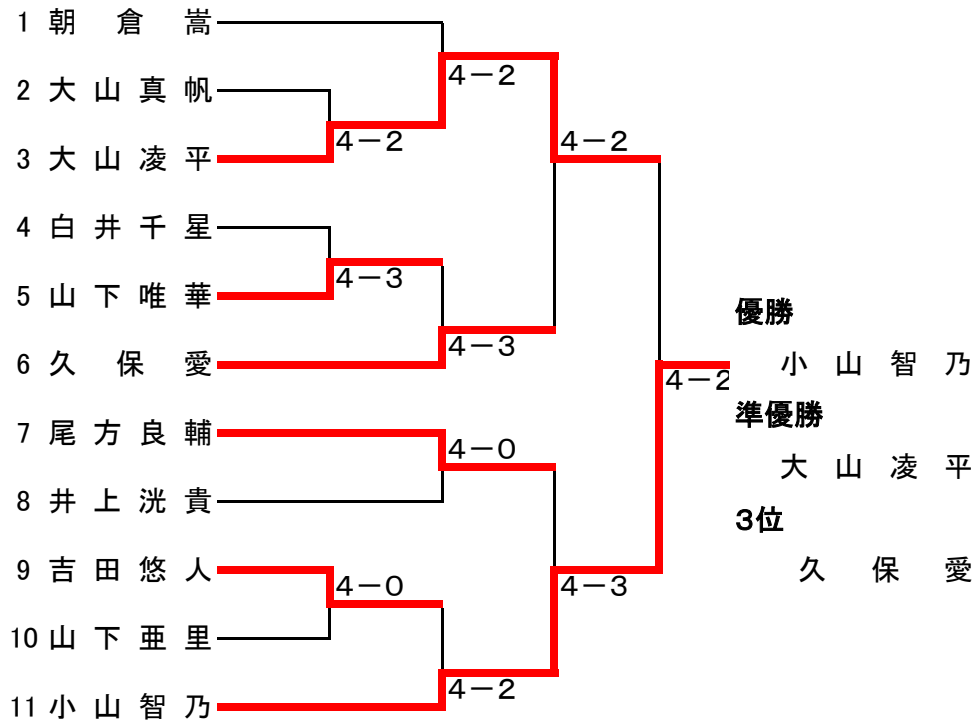 1 朝倉嵩
4－2
2 大山真帆
4－2
4－2
3 大山凌平
4 白井千星
4－3
5 山下唯華
優勝
4－3
6 久保愛
小山智乃
4－2
準優勝
7 尾方良輔
4－0
大山凌平
8 井上洸貴
3位
9 吉田悠人
久保愛
4－0
4－3
10 山下亜里
4－2
11 小山智乃